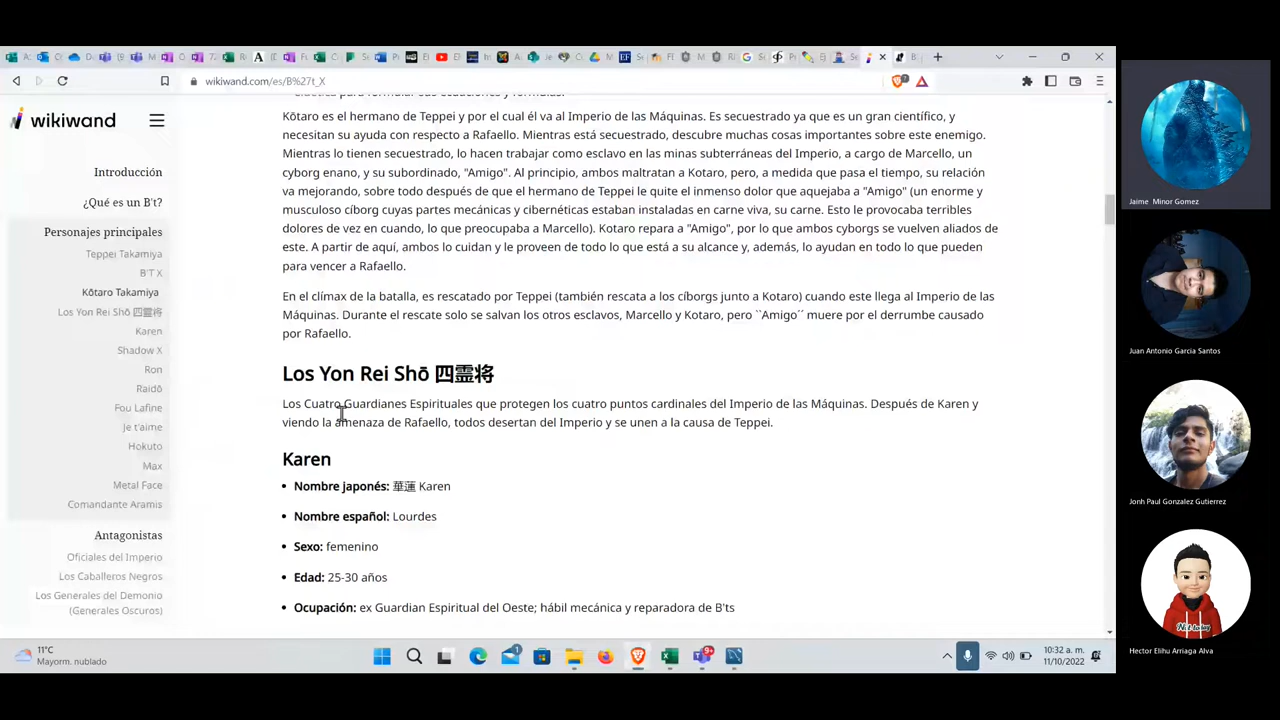 wikiwand.com/es/B%27t_X
wikiwand
Introducción
¿Qué es un B't?
Personajes principales
Teppei Takamiya
B'T X
Kōtaro Takamiya
Los Yon Rei Shō 四靈将
Karen
Shadow X
Ron
Raidō
Fou Lafine
Je t'aime
Hokuto
Max
Metal Face
Comandante Aramis
Antagonistas
Oficiales del Imperio
Los Caballeros Negros
Los Generales del Demonio
(Generales Oscuros)
para formular sus ecuaciones y formulas.
Kōtaro es el hermano de Teppei y por el cual él va al Imperio de las Máquinas. Es secuestrado ya que es un gran científico, y
necesitan su ayuda con respecto a Rafaello. Mientras está secuestrado, descubre muchas cosas importantes sobre este enemigo.
Mientras lo tienen secuestrado, lo hacen trabajar como esclavo en las minas subterráneas del Imperio, a cargo de Marcello, un
cyborg enano, y su subordinado, "Amigo". Al principio, ambos maltratan a Kotaro, pero, a medida que pasa el tiempo, su relación
va mejorando, sobre todo después de que el hermano de Teppei le quite el inmenso dolor que aquejaba a "Amigo" (un enorme y
musculoso cíborg cuyas partes mecánicas y cibernéticas estaban instaladas en carne viva, su carne. Esto le provocaba terribles
dolores de vez en cuando, lo que preocupaba a Marcello). Kotaro repara a "Amigo", por lo que ambos cyborgs se vuelven aliados de
este. A partir de aquí, ambos lo cuidan y le proveen de todo lo que está a su alcance y, además, lo ayudan en todo lo que pueden
para vencer a Rafaello.
En el clímax de la batalla, es rescatado por Teppei (también rescata a los cíborgs junto a Kotaro) cuando este llega al Imperio de las
Máquinas. Durante el rescate solo se salvan los otros esclavos, Marcello y Kotaro, pero ``Amigo´´ muere por el derrumbe causado
por Rafaello.
Los Yon Rei Shō 四霊将
Los Cuatro Guardianes Espirituales que protegen los cuatro puntos cardinales del Imperio de las Máquinas. Después de Karen y
viendo la amenaza de Rafaello, todos desertan del Imperio y se unen a la causa de Teppei.
Karen
• Nombre japonés: 華蓮 Karen
• Nombre español: Lourdes
• Sexo: femenino
• Edad: 25-30 años
• Ocupación: ex Guardian Espiritual del Oeste; hábil mecánica y reparadora de B'ts
11°C
Mayorm. nublado
10:32 a. m.
11/10/2022
Jaime Minor Gomez
Juan Antonio Garcia Santos
Jonh Paul Gonzalez Gutierrez
Hector Elihu Arriaga Alva